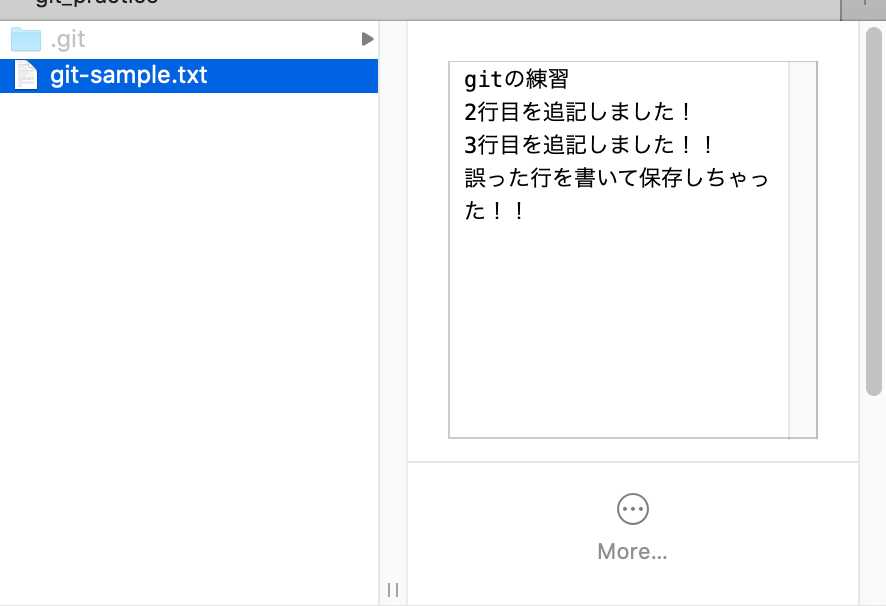 git_practice
.git
git-sample.txt
gitの練習
2行目を追記しました！
3行目を追記しました！！
誤った行を書いて保存しちゃっ
た！！
More...